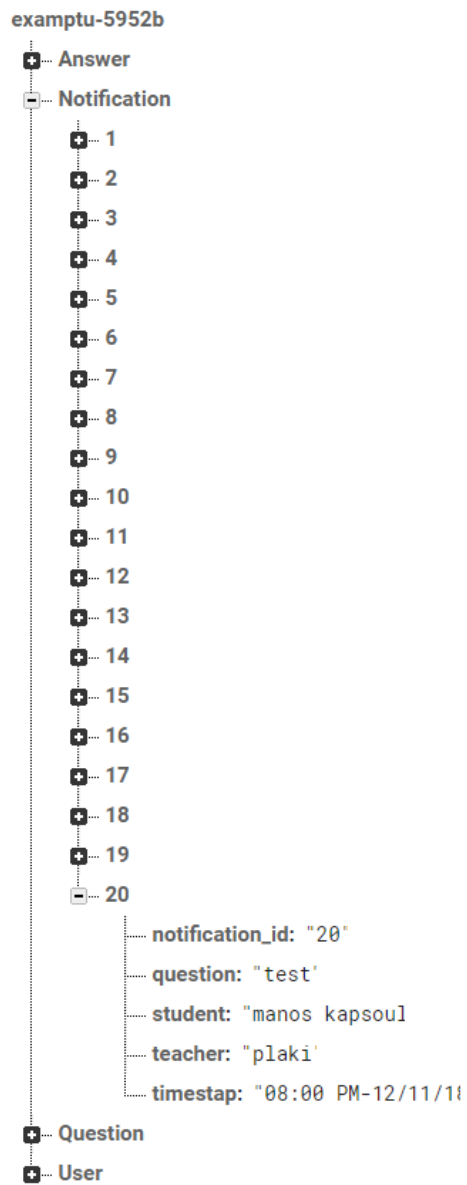 examptu-5952b
Answer
Notification
1
2
3
4
5
6
7
8
9
10
11
12
13
14
15
16
17
18
19
20
notification_id: "20"
question: "test"
student: "manos kapsoul
teacher: "plaki"
timestap: "08:00 PM-12/11/18
Question
User